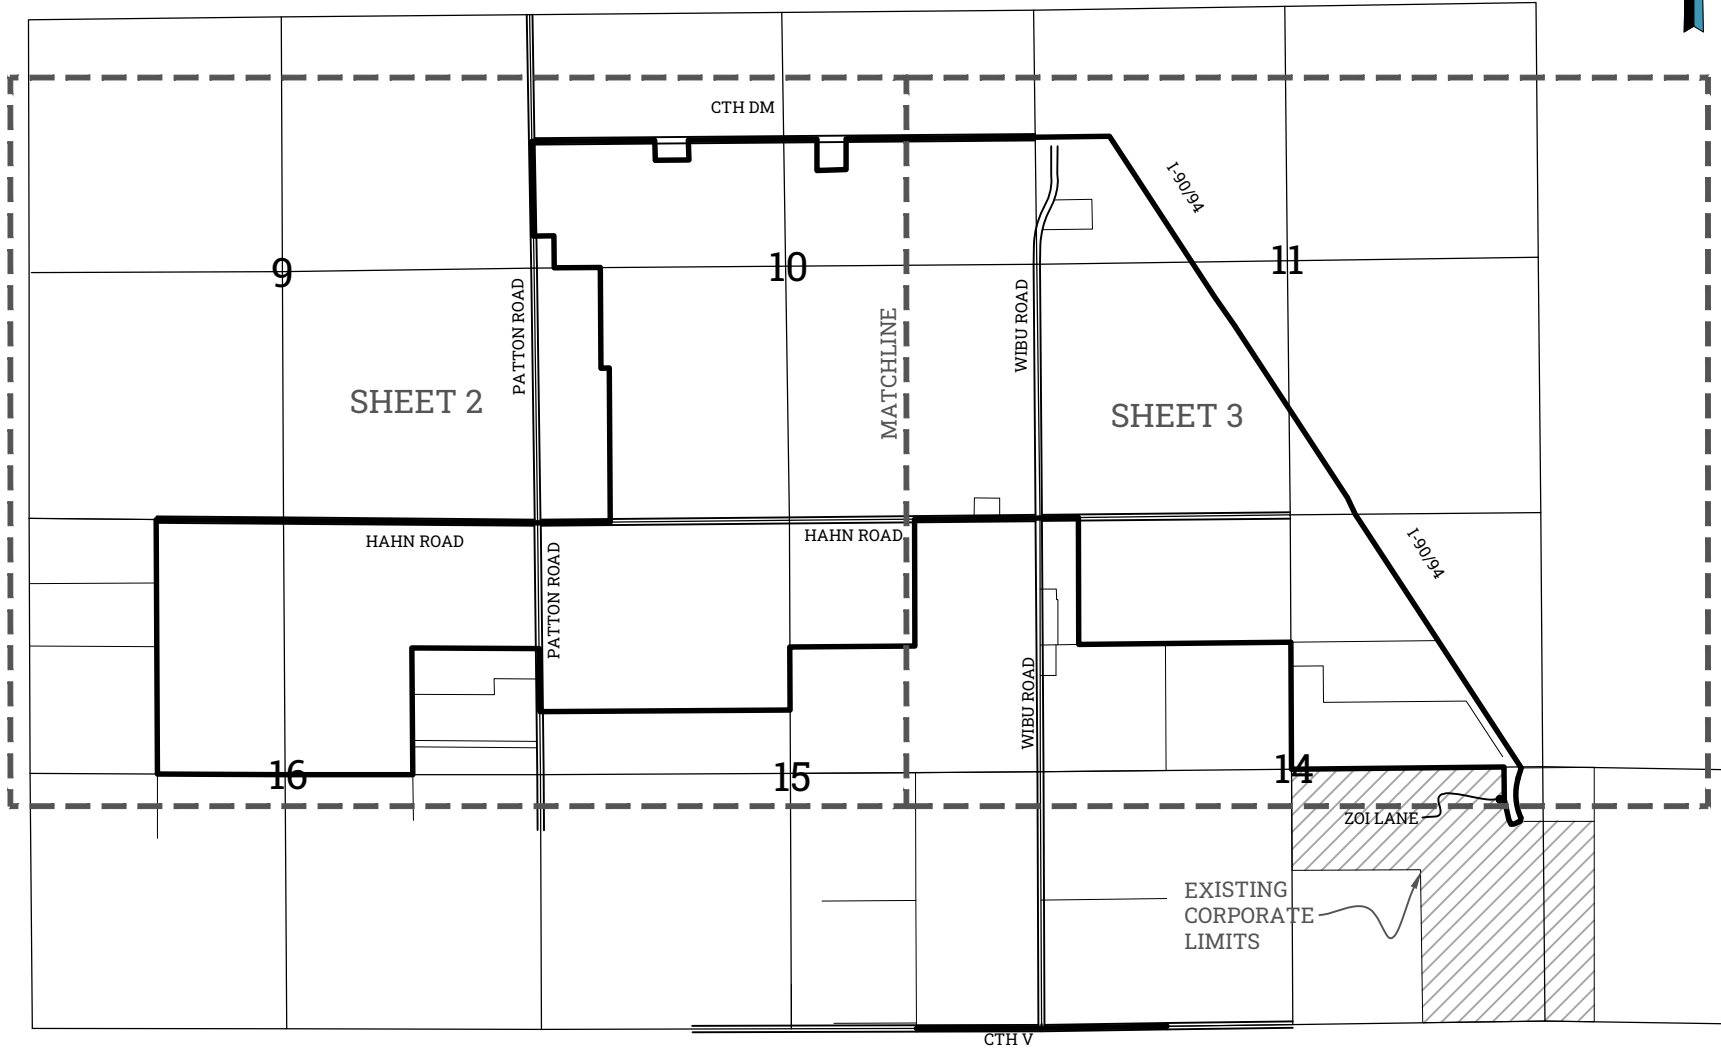 CTH DM
I-90/94
9
10
11
PATTON ROAD
WIBU ROAD
MATCHLINE
SHEET 2
SHEET 3
HAHN ROAD
HAHN ROAD
I-90/94
PATTON ROAD
WIBU ROAD
16
15
14
ZOI LANE
EXISTING
CORPORATE
LIMITS
CTH V